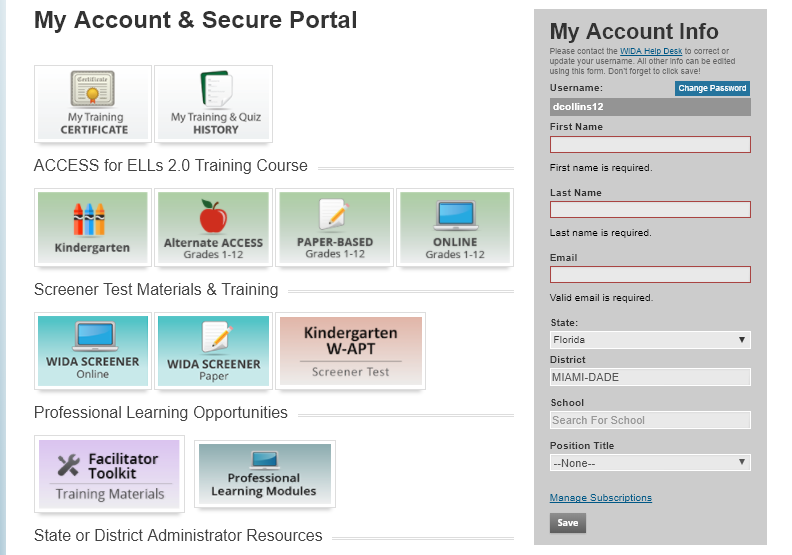 My Account & Secure Portal
Certificate
My Training
CERTIFICATE
My Training & Quiz
HISTORY
ACCESS for ELLs 2.0 Training Course
Kindergarten
Alternate ACCESS
Grades 1-12
PAPER-BASED
Grades 1-12
ONLINE
Grades 1-12
Screener Test Materials & Training
WIDA SCREENER
Online
WIDA SCREENER
Paper
Kindergarten
W-APT
Screener Test
Professional Learning Opportunities
Facilitator
Toolkit
Training Materials
Professional
Learning Modules
State or District Administrator Resources
My Account Info
Please contact the WIDA Help Desk to correct or
update your username. All other info can be edited
using this form. Don't forget to click save!
Username:
Change Password
dcollins12
First Name
First name is required.
Last Name
Last name is required.
Email
Valid email is required.
State:
Florida
District
MIAMI-DADE
School
Search For School
Position Title
--None--
Manage Subscriptions
Save